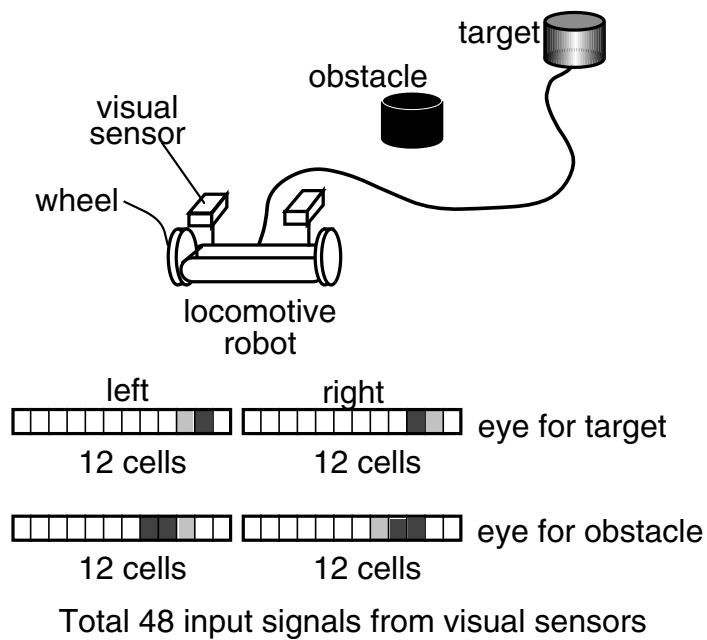 target
obstacle
visual
sensor
wheel
locomotive
robot
left
right
eye for target
12 cells
12 cells
eye for obstacle
12 cells
12 cells
Total 48 input signals from visual sensors